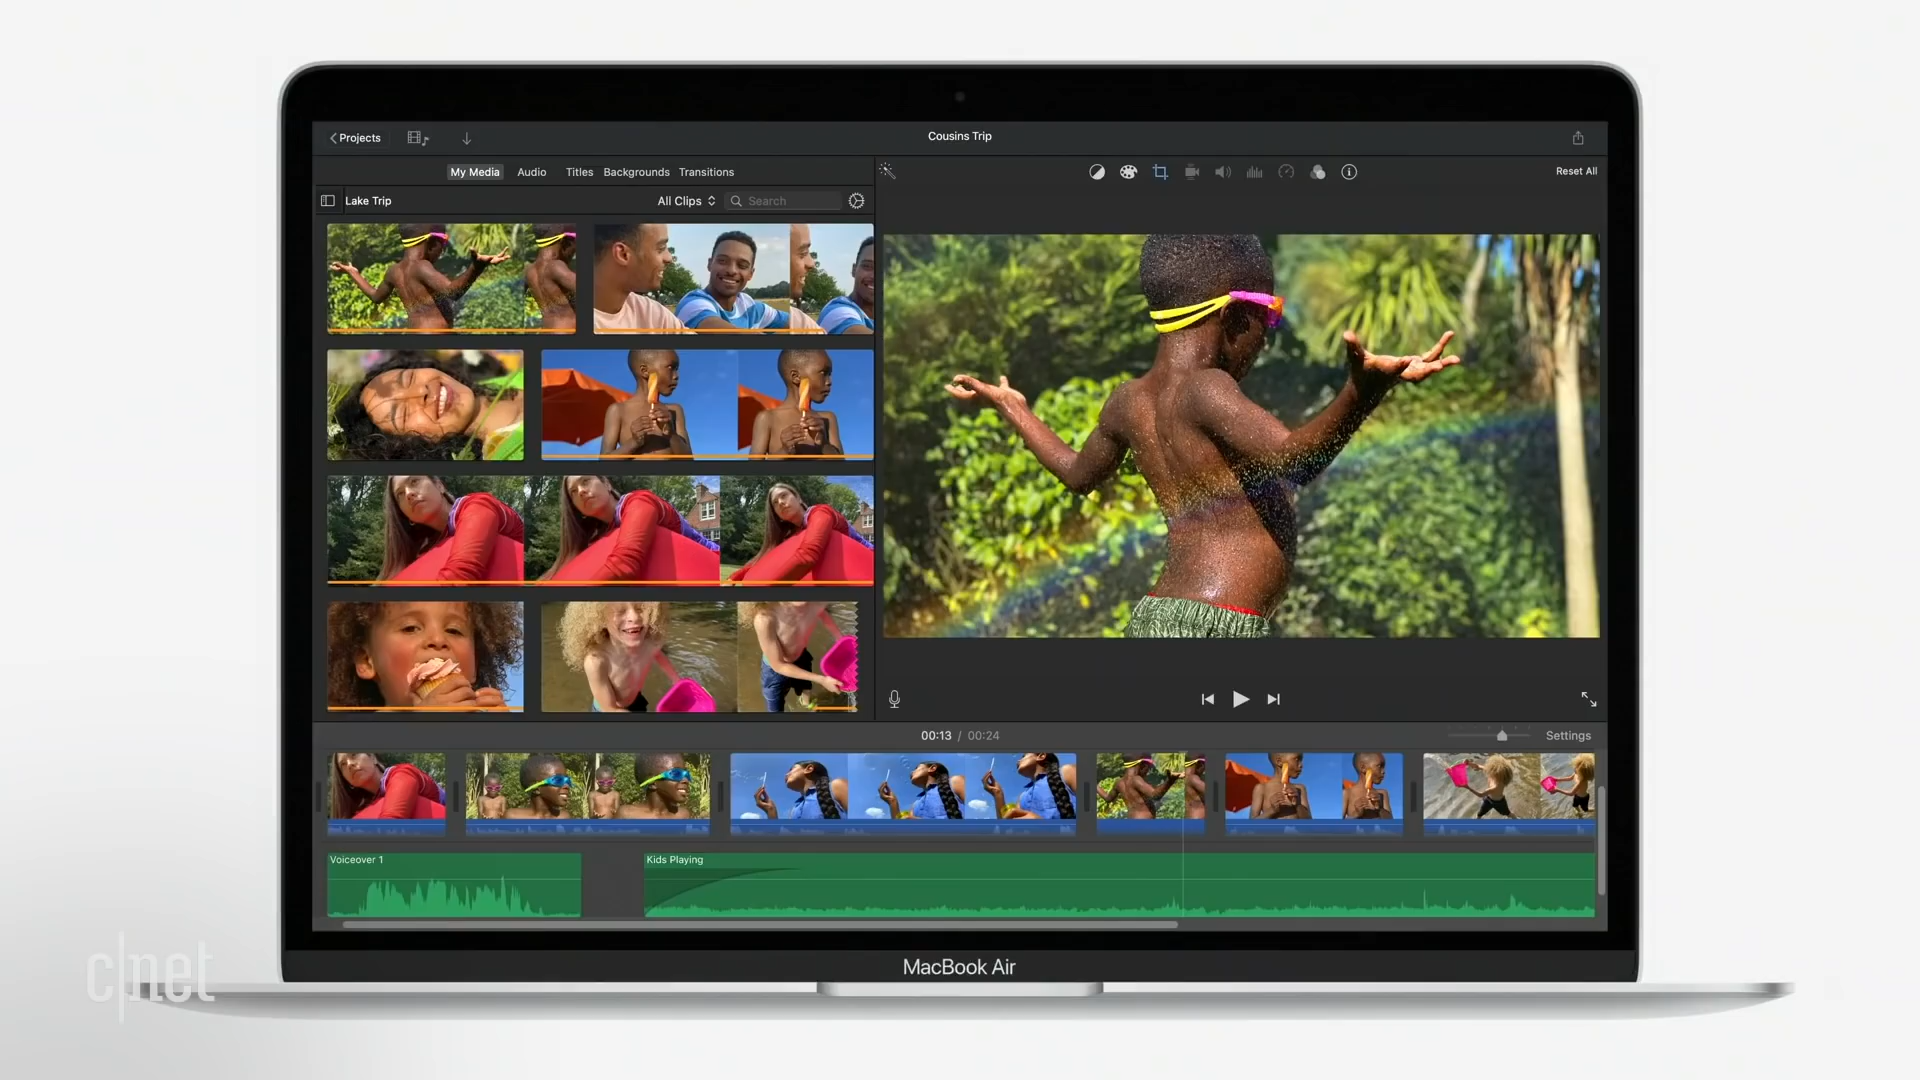 Projects
Cousins Trip
My Media Audio Titles Backgrounds Transitions
Reset All
Lake Trip All Clips Search
00:13 / 00:24 Settings
Voiceover 1 Kids Playing
c|net
MacBook Air